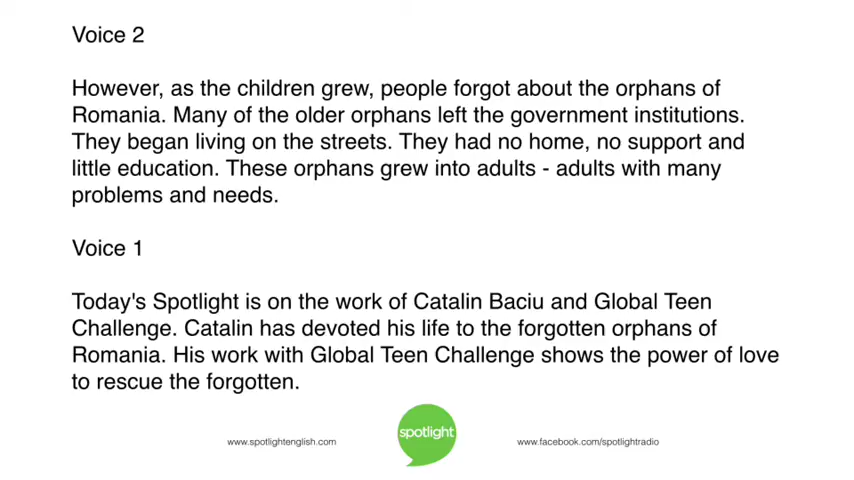 Voice 2
However, as the children grew, people forgot about the orphans of
Romania. Many of the older orphans left the government institutions.
They began living on the streets. They had no home, no support and
little education. These orphans grew into adults - adults with many
problems and needs.
Voice 1
Today's Spotlight is on the work of Catalin Baciu and Global Teen
Challenge. Catalin has devoted his life to the forgotten orphans of
Romania. His work with Global Teen Challenge shows the power of love
to rescue the forgotten.
www.spotlightenglish.com
spotlight
www.facebook.com/spotlightradio